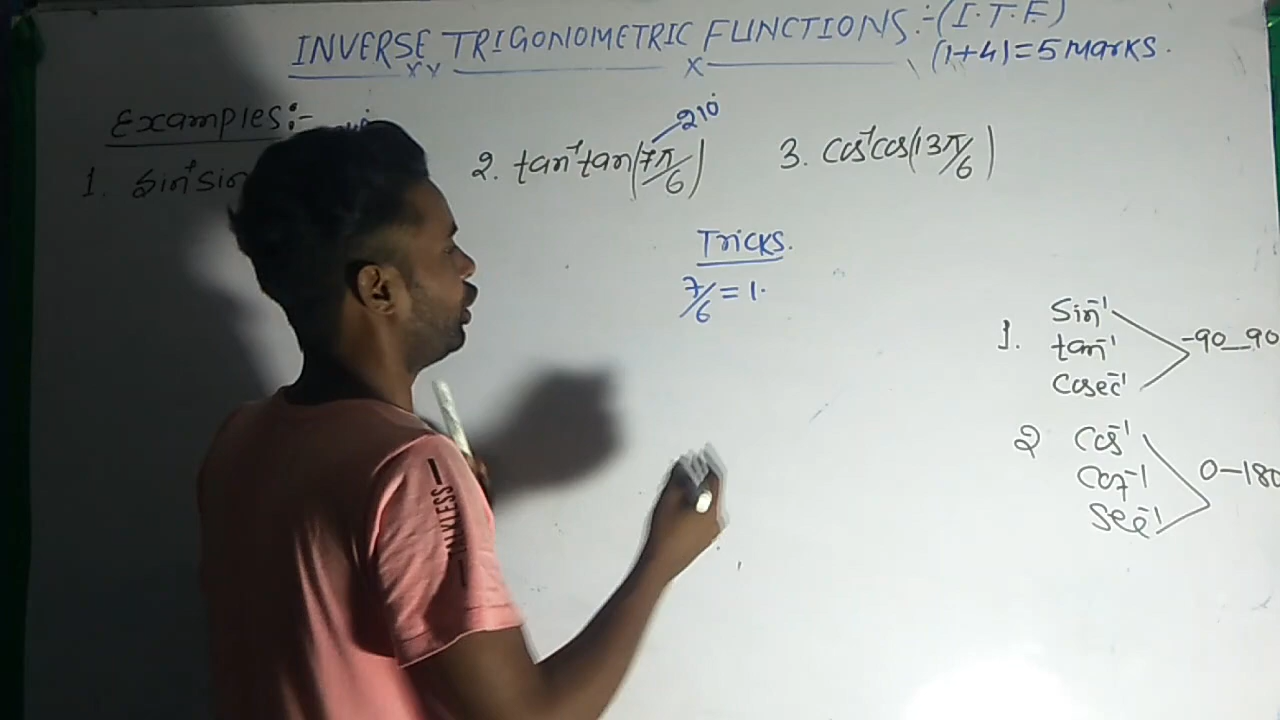 INVERSE TRIGONOMETRIC FUNCTIONS :-(I.T.F.)
(1+4)=5 Marks.
Examples:-
1. sin⁻¹sin
2. tan⁻¹tan(7π/6)
210°
3. cos⁻¹cos(13π/6)
Tricks.
7/6 = 1.
1. Sin⁻¹
tan⁻¹
Cosec⁻¹
-90_90
2 Cos⁻¹
Cot⁻¹
Sec⁻¹
0-180